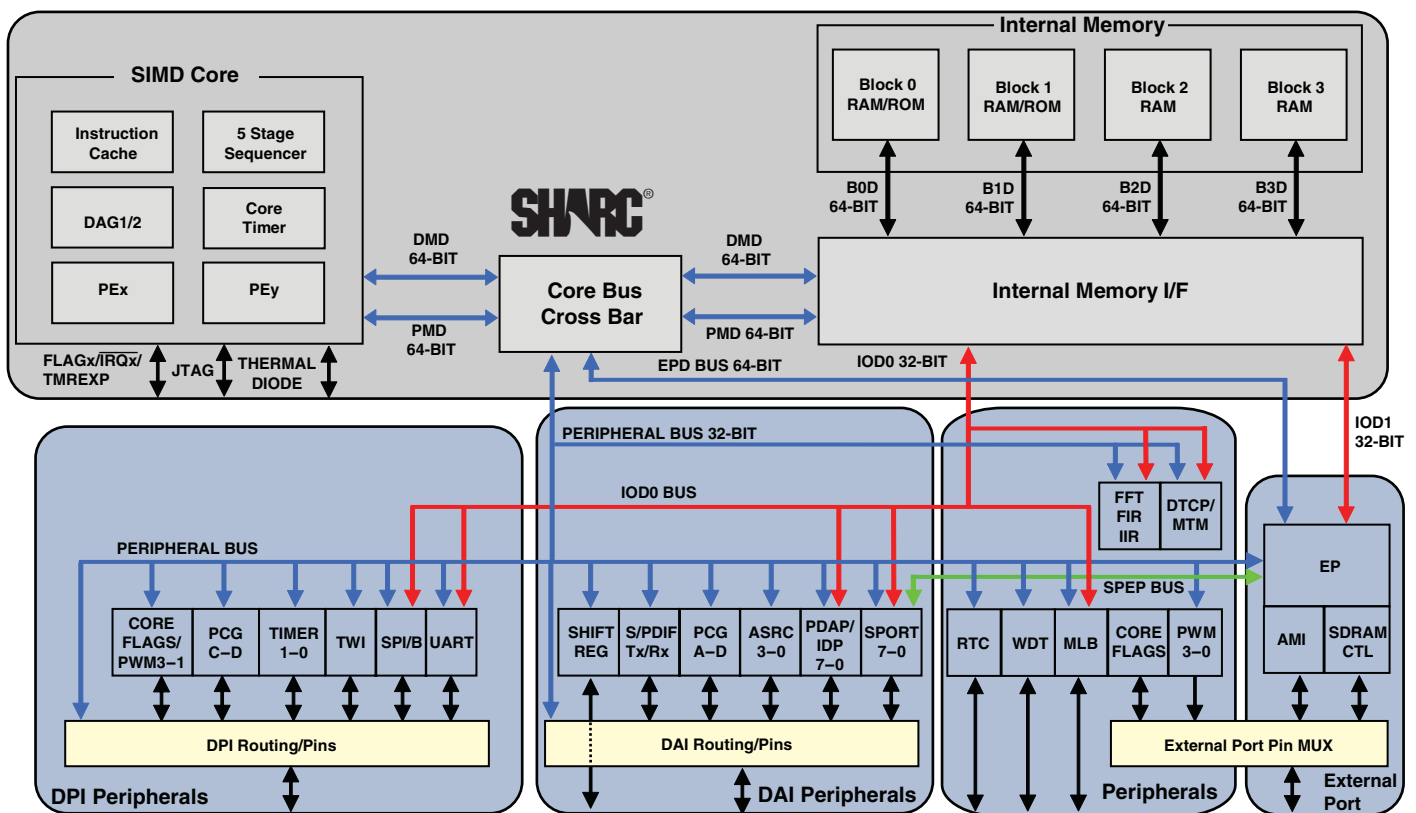 Internal Memory
SIMD Core
Block 0
RAM/ROM
Block 1
RAM/ROM
Block 2
RAM
Block 3
RAM
Instruction
Cache
5 Stage
Sequencer
DAG1/2
Core
Timer
PEx
PEy
SHARC®
B0D
64-BIT
B1D
64-BIT
B2D
64-BIT
B3D
64-BIT
DMD
64-BIT
DMD
64-BIT
Core Bus
Cross Bar
Internal Memory I/F
PMD
64-BIT
PMD 64-BIT
FLAGx/IRQx/
TMREXP
JTAG
THERMAL
DIODE
EPD BUS 64-BIT
IOD0 32-BIT
IOD1
32-BIT
PERIPHERAL BUS 32-BIT
IOD0 BUS
PERIPHERAL BUS
FFT
FIR
IIR
DTCP/
MTM
EP
SPEP BUS
CORE
FLAGS/
PWM3–1
PCG
C–D
TIMER
1–0
TWI
SPI/B
UART
SHIFT
REG
S/PDIF
Tx/Rx
PCG
A–D
ASRC
3–0
PDAP/
IDP
7–0
SPORT
7–0
RTC
WDT
MLB
CORE
FLAGS
PWM
3–0
AMI
SDRAM
CTL
DPI Routing/Pins
DAI Routing/Pins
External Port Pin MUX
DPI Peripherals
DAI Peripherals
Peripherals
External
Port